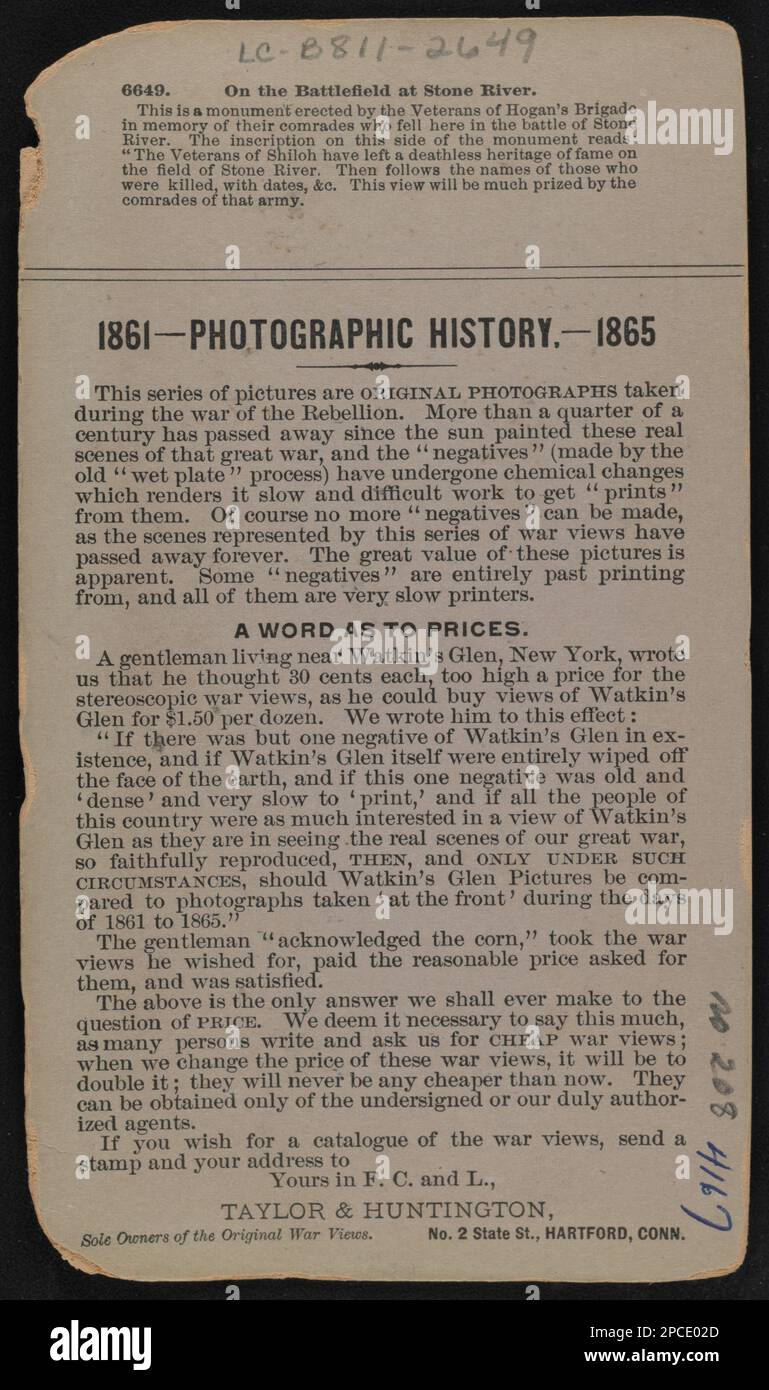 LC-B811-2649
6649. On the Battlefield at Stone River.
This is a monument erected by the Veterans of Hogan's Brigade
in memory of their comrades who fell here in the battle of Stone
River. The inscription on this side of the monument reads:
"The Veterans of Shiloh have left a deathless heritage of fame on
the field of Stone River. Then follows the names of those who
were killed, with dates, &c. This view will be much prized by the
comrades of that army.
1861—PHOTOGRAPHIC HISTORY.—1865
This series of pictures are ORIGINAL PHOTOGRAPHS taken
during the war of the Rebellion. More than a quarter of a
century has passed away since the sun painted these real
scenes of that great war, and the "negatives" (made by the
old "wet plate" process) have undergone chemical changes
which renders it slow and difficult work to get "prints"
from them. Of course no more "negatives" can be made,
as the scenes represented by this series of war views have
passed away forever. The great value of these pictures is
apparent. Some "negatives" are entirely past printing
from, and all of them are very slow printers.
A WORD AS TO PRICES.
A gentleman living near Watkin's Glen, New York, wrote
us that he thought 30 cents each, too high a price for the
stereoscopic war views, as he could buy views of Watkin's
Glen for $1.50 per dozen. We wrote him to this effect:
"If there was but one negative of Watkin's Glen in ex-
istence, and if Watkin's Glen itself were entirely wiped off
the face of the earth, and if this one negative was old and
'dense' and very slow to 'print,' and if all the people of
this country were as much interested in a view of Watkin's
Glen as they are in seeing the real scenes of our great war,
so faithfully reproduced, THEN, and ONLY UNDER SUCH
CIRCUMSTANCES, should Watkin's Glen Pictures be com-
pared to photographs taken 'at the front' during the days
of 1861 to 1865."
The gentleman "acknowledged the corn," took the war
views he wished for, paid the reasonable price asked for
them, and was satisfied.
The above is the only answer we shall ever make to the
question of PRICE. We deem it necessary to say this much,
as many persons write and ask us for CHEAP war views;
when we change the price of these war views, it will be to
double it; they will never be any cheaper than now. They
can be obtained only of the undersigned or our duly author-
ized agents.
If you wish for a catalogue of the war views, send a
stamp and your address to
Yours in F. C. and L.,
TAYLOR & HUNTINGTON,
Sole Owners of the Original War Views. No. 2 State St., HARTFORD, CONN.
No 208
4167
alamy
Image ID: 2PCE02D
www.alamy.com